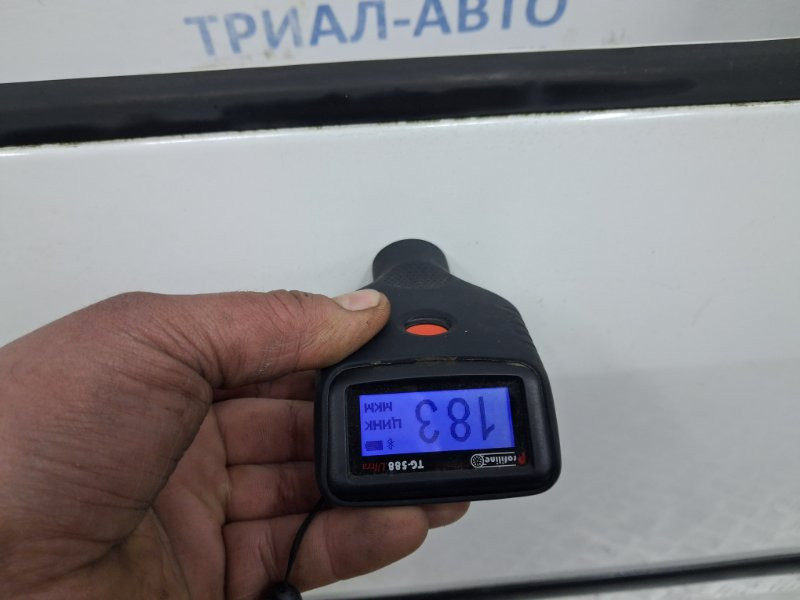 ТРИАЛ-АВТО
Profiline
TG-588 Ultra
ЦИНК
МКМ
183